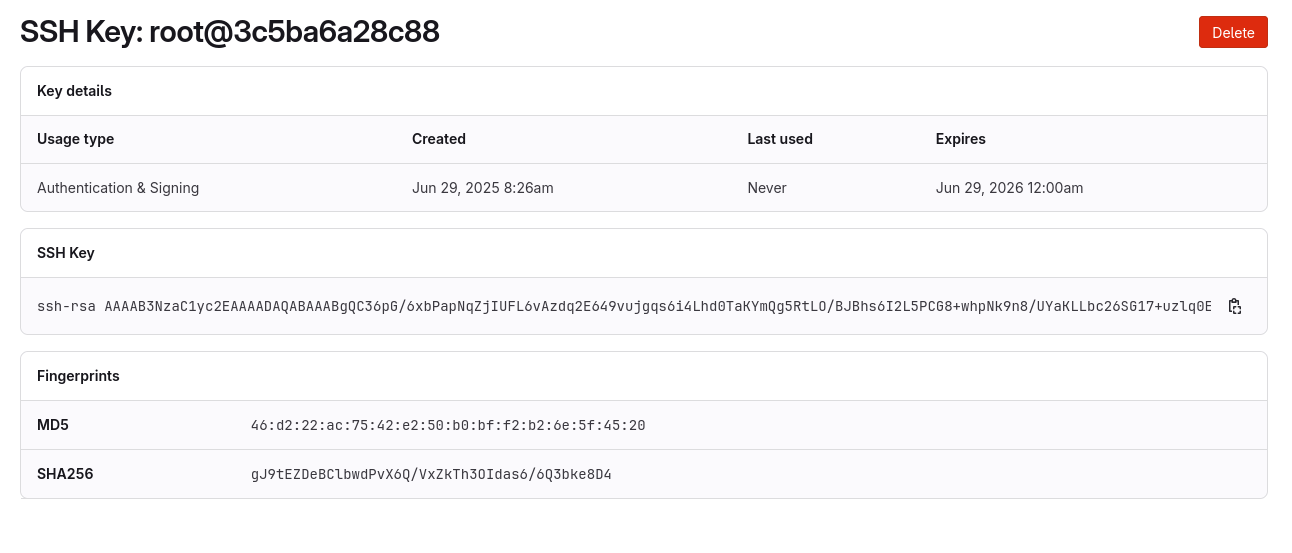 SSH Key: root@3c5ba6a28c88
Delete
Key details
Usage type Created Last used Expires
Authentication & Signing Jun 29, 2025 8:26am Never Jun 29, 2026 12:00am
SSH Key
ssh-rsa AAAAB3NzaC1yc2EAAAADAQABAAABgQC36pG/6xbPapNqZjIUFL6vAzdq2E649vujgqs6i4Lhd0TaKYmQg5RtLO/BJBhs6I2L5PCG8+whpNk9n8/UYaKLLbc26SG17+uzlq0E
Fingerprints
MD5 46:d2:22:ac:75:42:e2:50:b0:bf:f2:b2:6e:5f:45:20
SHA256 gJ9tEZDeBClbwdPvX6Q/VxZkTh3OIdas6/6Q3bke8D4